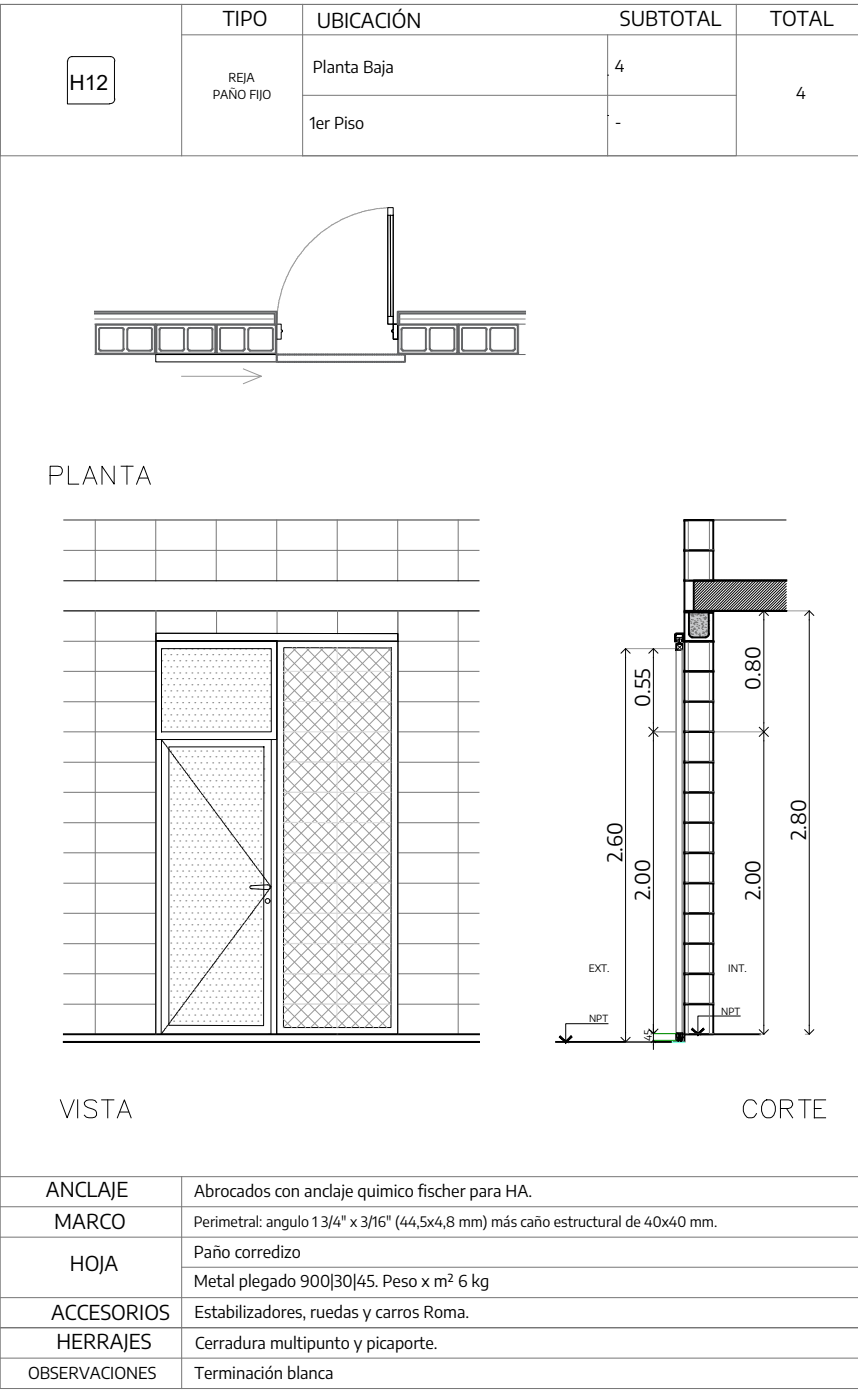 TIPO UBICACIÓN SUBTOTAL TOTAL
H12
REJA
PAÑO FIJO
Planta Baja 4
4
1er Piso -
PLANTA
0.55
0.80
2.60
2.00
2.00
2.80
EXT. INT.
NPT NPT
45
VISTA CORTE
ANCLAJE Abrocados con anclaje quimico fischer para HA.
MARCO Perimetral: angulo 1 3/4" x 3/16" (44,5x4,8 mm) más caño estructural de 40x40 mm.
HOJA
Paño corredizo
Metal plegado 900|30|45. Peso x m² 6 kg
ACCESORIOS Estabilizadores, ruedas y carros Roma.
HERRAJES Cerradura multipunto y picaporte.
OBSERVACIONES Terminación blanca